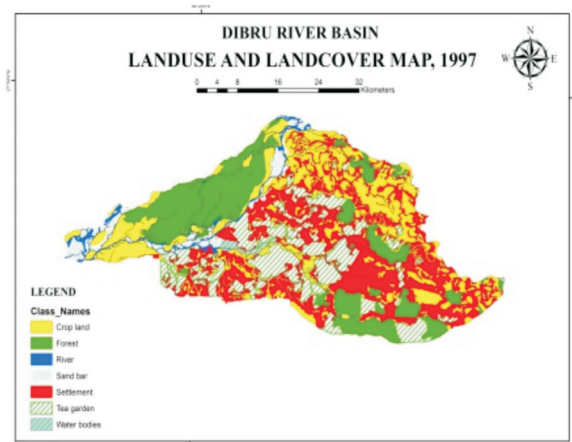 DIBRU RIVER BASIN
LANDUSE AND LANDCOVER MAP, 1997
N
W E
S
0 4 8 16 24 32
Kilometers
LEGEND
Class_Names
Crop land
Forest
River
Sand bar
Settlement
Tea garden
Water bodies